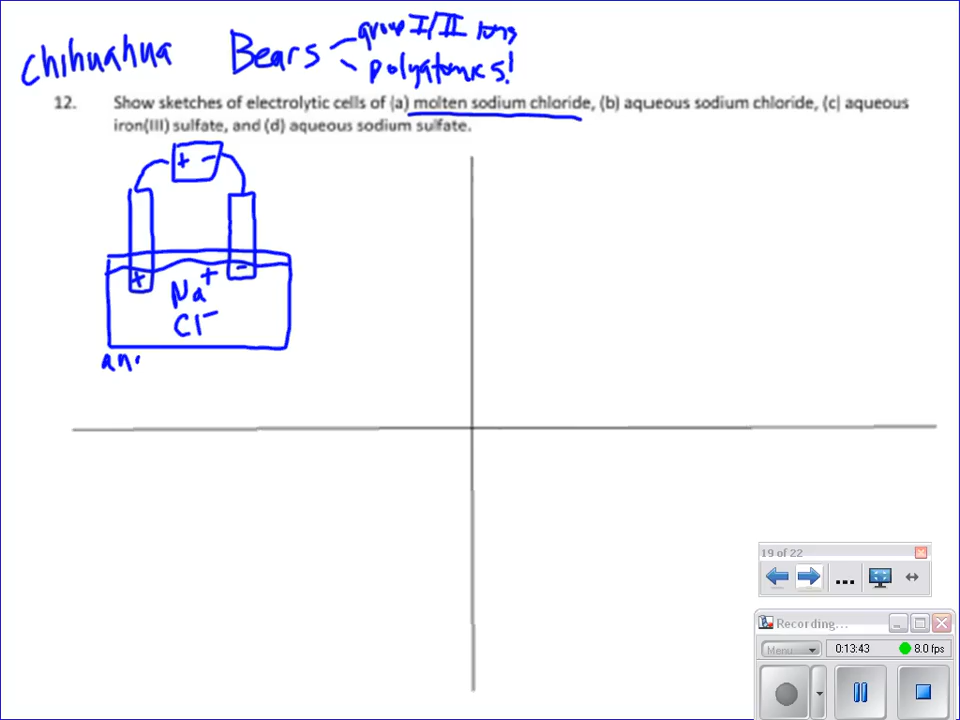 Chihuahua Bears group I/II ions
polyatomics!
12. Show sketches of electrolytic cells of (a) molten sodium chloride, (b) aqueous sodium chloride, (c) aqueous
iron(III) sulfate, and (d) aqueous sodium sulfate.
+ -
+ -
Na+
Cl-
an
19 of 22
...
Recording...
Menu 0:13:43 8.0 fps